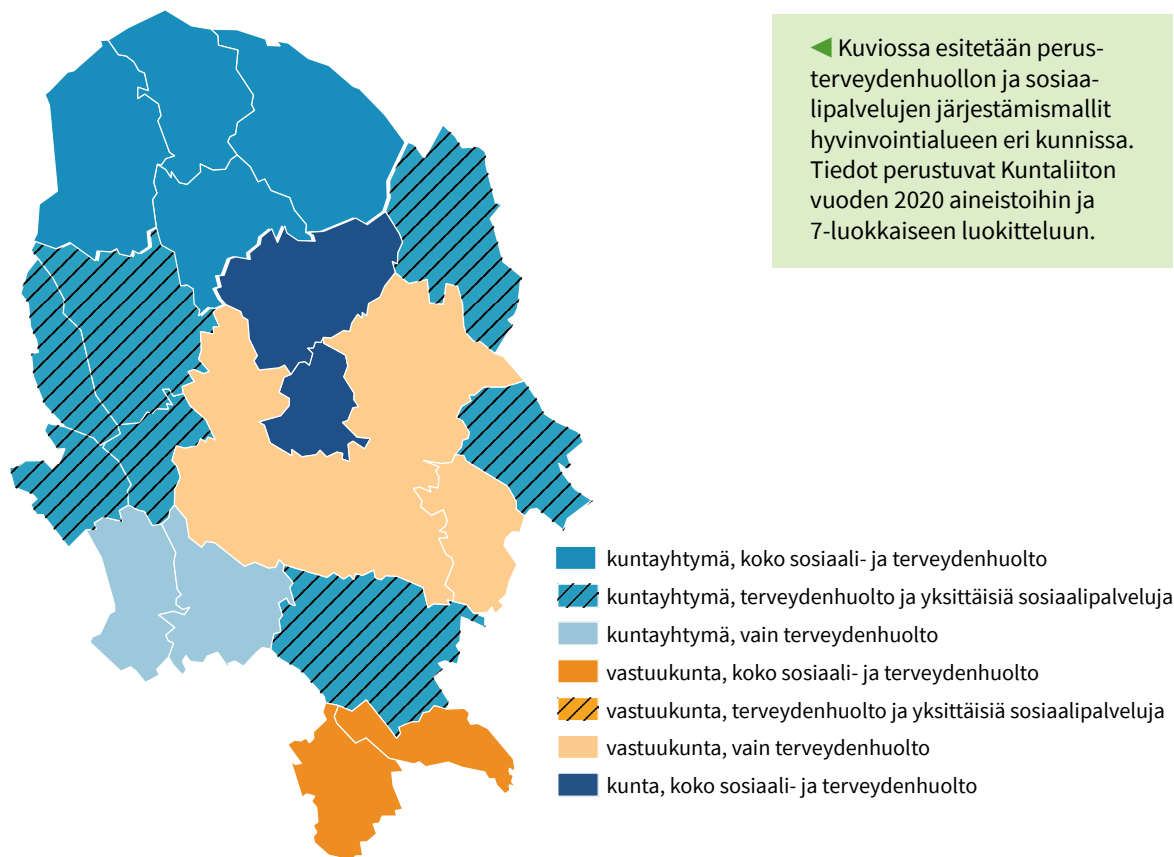 ◀ Kuviossa esitetään perus-
terveydenhuollon ja sosiaa-
lipalvelujen järjestämismallit
hyvinvointialueen eri kunnissa.
Tiedot perustuvat Kuntaliiton
vuoden 2020 aineistoihin ja
7-luokkaiseen luokitteluun.
kuntayhtymä, koko sosiaali- ja terveydenhuolto
kuntayhtymä, terveydenhuolto ja yksittäisiä sosiaalipalveluja
kuntayhtymä, vain terveydenhuolto
vastuukunta, koko sosiaali- ja terveydenhuolto
vastuukunta, terveydenhuolto ja yksittäisiä sosiaalipalveluja
vastuukunta, vain terveydenhuolto
kunta, koko sosiaali- ja terveydenhuolto